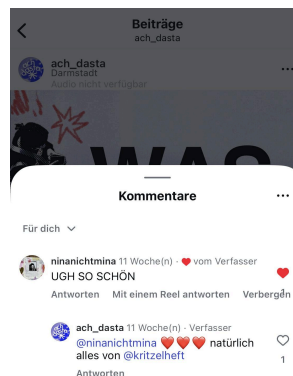 Beiträge
ach_dasta
ach_dasta
Darmstadt
Audio nicht verfügbar
WAS
Kommentare
Für dich
ninanichtmina 11 Woche(n) · vom Verfasser
UGH SO SCHÖN
Antworten Mit einem Reel antworten Verbergen
1
ach_dasta 11 Woche(n) · Verfasser
@ninanichtmina ❤️❤️❤️ natürlich
alles von @kritzelheft
1
Antworten